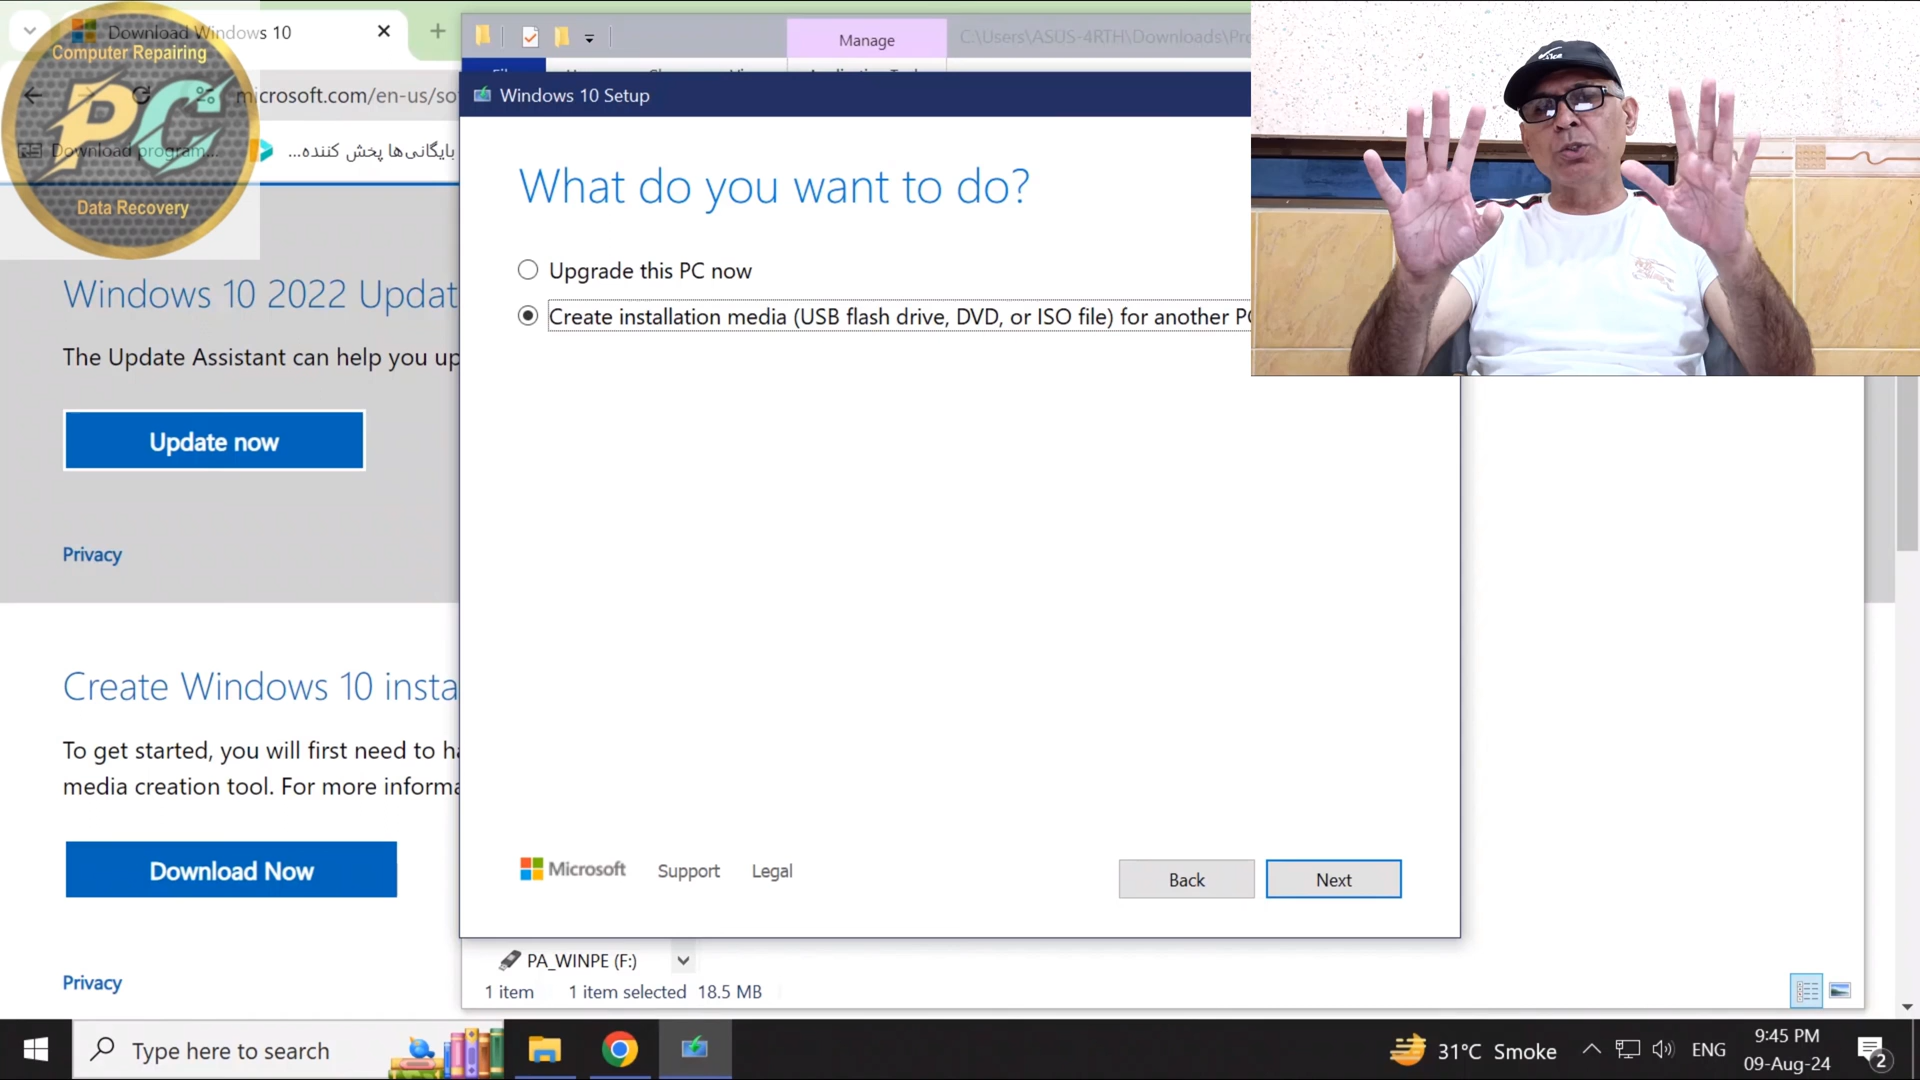 Download Windows 10
Computer Repairing
PC
Data Recovery
microsoft.com/en-us/so
Download program...
بایگانی‌ها پخش کننده...
Windows 10 2022 Updat
The Update Assistant can help you up
Update now
Privacy
Create Windows 10 insta
To get started, you will first need to ha
media creation tool. For more informa
Download Now
Privacy
Manage
C:\Users\ASUS-4RTH\Downloads\Pro
Windows 10 Setup
What do you want to do?
Upgrade this PC now
Create installation media (USB flash drive, DVD, or ISO file) for another PC
Microsoft
Support
Legal
Back
Next
PA_WINPE (F:)
1 item
1 item selected 18.5 MB
Type here to search
31°C Smoke
ENG
9:45 PM
09-Aug-24
2